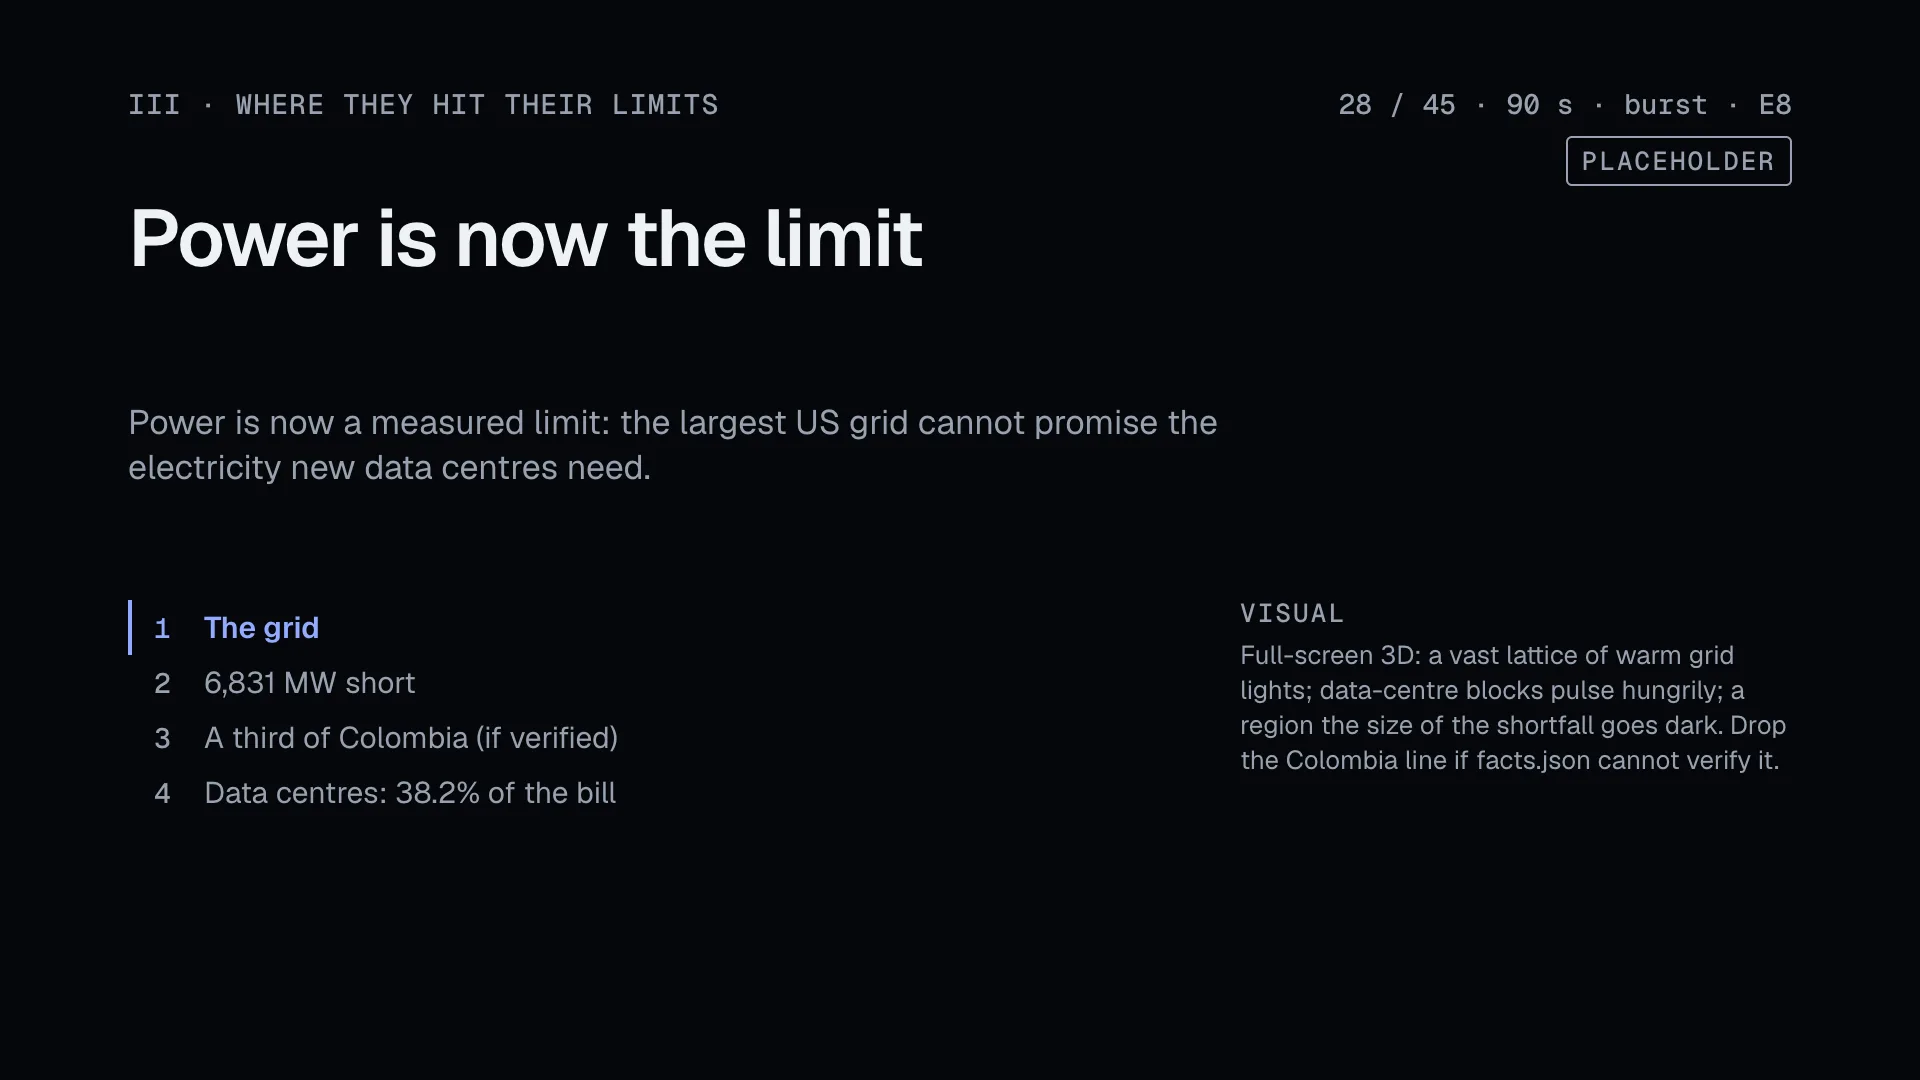 III · WHERE THEY HIT THEIR LIMITS
28 / 45 · 90 s · burst · E8
PLACEHOLDER
Power is now the limit
Power is now a measured limit: the largest US grid cannot promise the
electricity new data centres need.
1 The grid
2 6,831 MW short
3 A third of Colombia (if verified)
4 Data centres: 38.2% of the bill
VISUAL
Full-screen 3D: a vast lattice of warm grid
lights; data-centre blocks pulse hungrily; a
region the size of the shortfall goes dark. Drop
the Colombia line if facts.json cannot verify it.